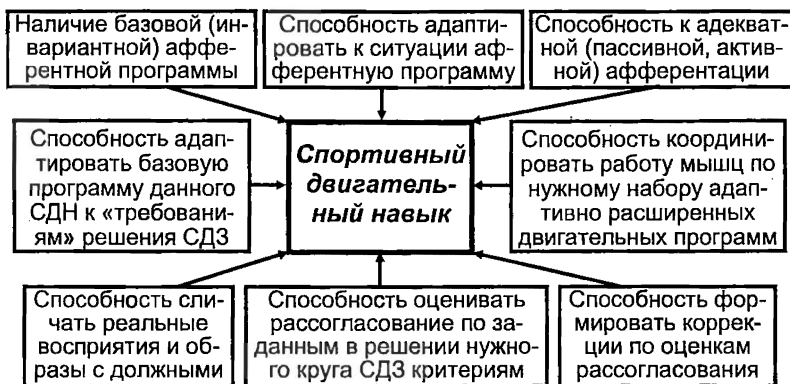 Наличие базовой (ин-
вариантной) аффе-
рентной программы
Способность адапти-
ровать к ситуации аф-
ферентную программу
Способность к адекват-
ной (пассивной, актив-
ной) афферентации
Способность адап-
тировать базовую
программу данного
СДН к «требовани-
ям» решения СДЗ
Спортивный
двигатель-
ный навык
Способность координи-
ровать работу мышц по
нужному набору адап-
тивно расширенных
двигательных программ
Способность сли-
чать реальные
восприятия и об-
разы с должными
Способность оценивать
рассогласование по за-
данным в решении нужно-
го круга СДЗ критериям
Способность фор-
мировать коррек-
ции по оценкам
рассогласования